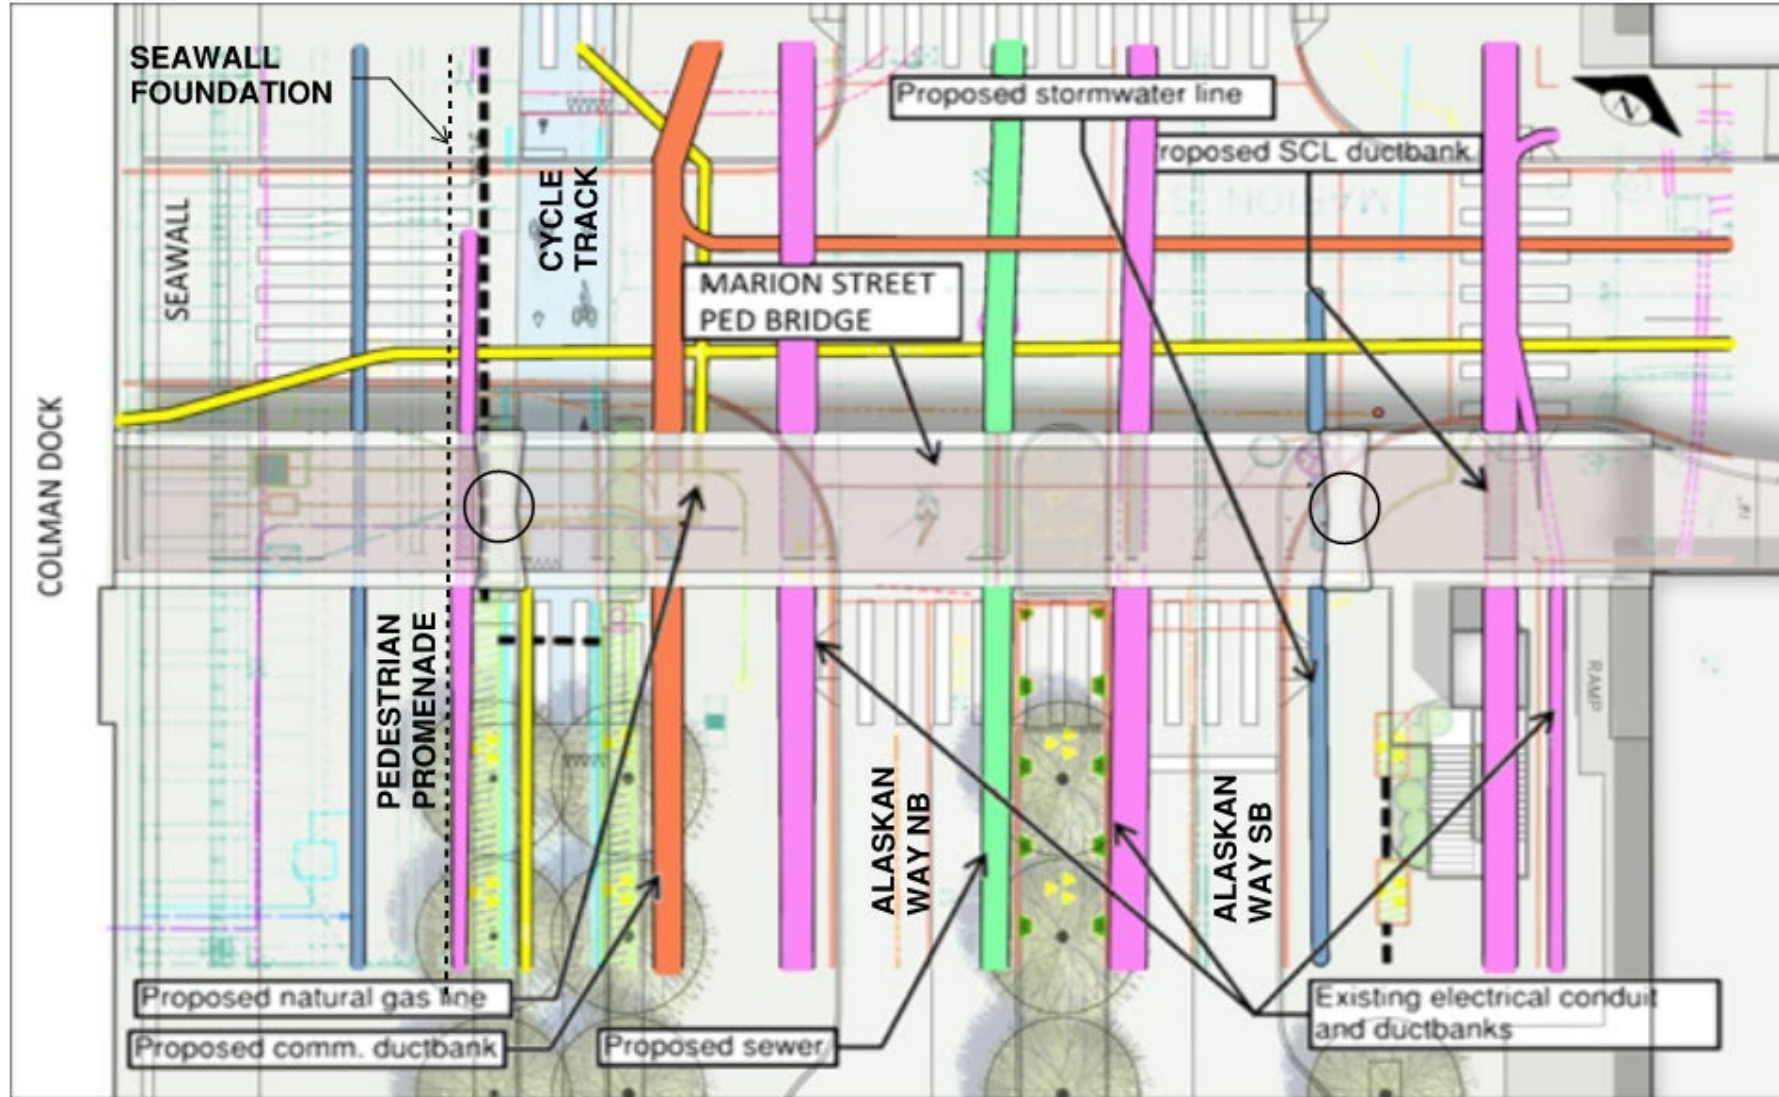 SEAWALL
FOUNDATION
Proposed stormwater line
roposed SCL ductbank
N
MARION ST
SEAWALL
CYCLE
TRACK
MARION STREET
PED BRIDGE
COLMAN DOCK
PEDESTRIAN
PROMENADE
ALASKAN
WAY NB
ALASKAN
WAY SB
RAMP
Proposed natural gas line
Proposed comm. ductbank
Proposed sewer
Existing electrical conduit
and ductbanks